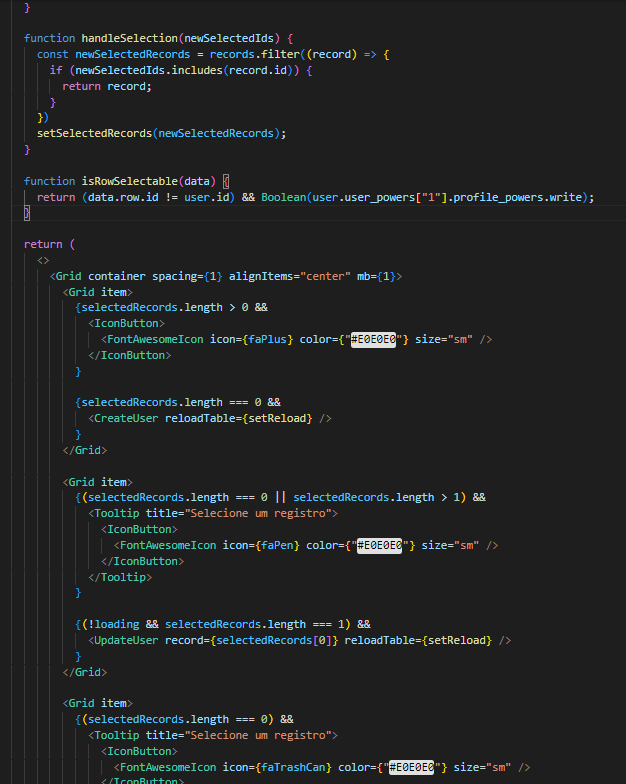 }
function handleSelection(newSelectedIds) {
const newSelectedRecords = records.filter((record) => {
if (newSelectedIds.includes(record.id)) {
return record;
}
})
setSelectedRecords(newSelectedRecords);
}
function isRowSelectable(data) {
return (data.row.id != user.id) && Boolean(user.user_powers["1"].profile_powers.write);
}
return (
<>
<Grid container spacing={1} alignItems="center" mb={1}>
<Grid item>
{selectedRecords.length > 0 &&
<IconButton>
<FontAwesomeIcon icon={faPlus} color={"#E0E0E0"} size="sm" />
</IconButton>
}
{selectedRecords.length === 0 &&
<CreateUser reloadTable={setReload} />
}
</Grid>
<Grid item>
{(selectedRecords.length === 0 || selectedRecords.length > 1) &&
<Tooltip title="Selecione um registro">
<IconButton>
<FontAwesomeIcon icon={faPen} color={"#E0E0E0"} size="sm" />
</IconButton>
</Tooltip>
}
{(!loading && selectedRecords.length === 1) &&
<UpdateUser record={selectedRecords[0]} reloadTable={setReload} />
}
</Grid>
<Grid item>
{(selectedRecords.length === 0) &&
<Tooltip title="Selecione um registro">
<IconButton>
<FontAwesomeIcon icon={faTrashCan} color={"#E0E0E0"} size="sm" />
</IconButton>